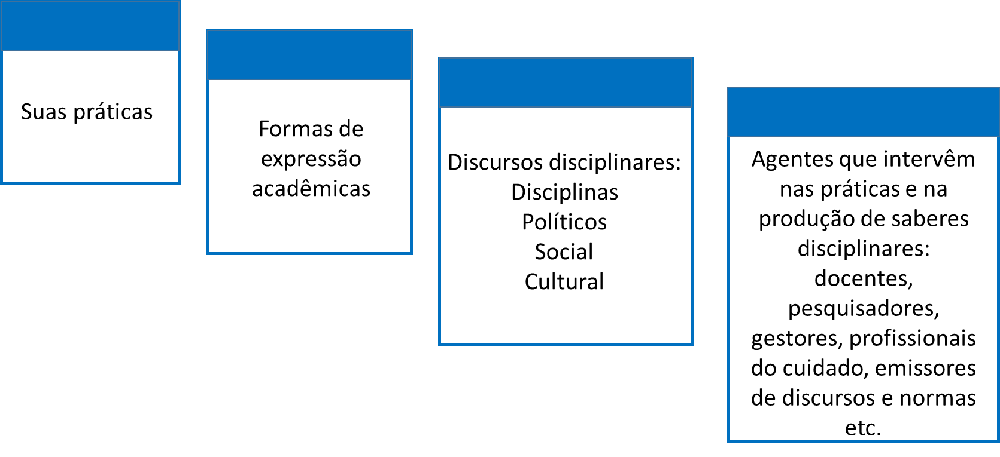 Suas práticas
Formas de
expressão
acadêmicas
Discursos disciplinares:
Disciplinas
Políticos
Social
Cultural
Agentes que intervêm
nas práticas e na
produção de saberes
disciplinares:
docentes,
pesquisadores,
gestores, profissionais
do cuidado, emissores
de discursos e normas
etc.